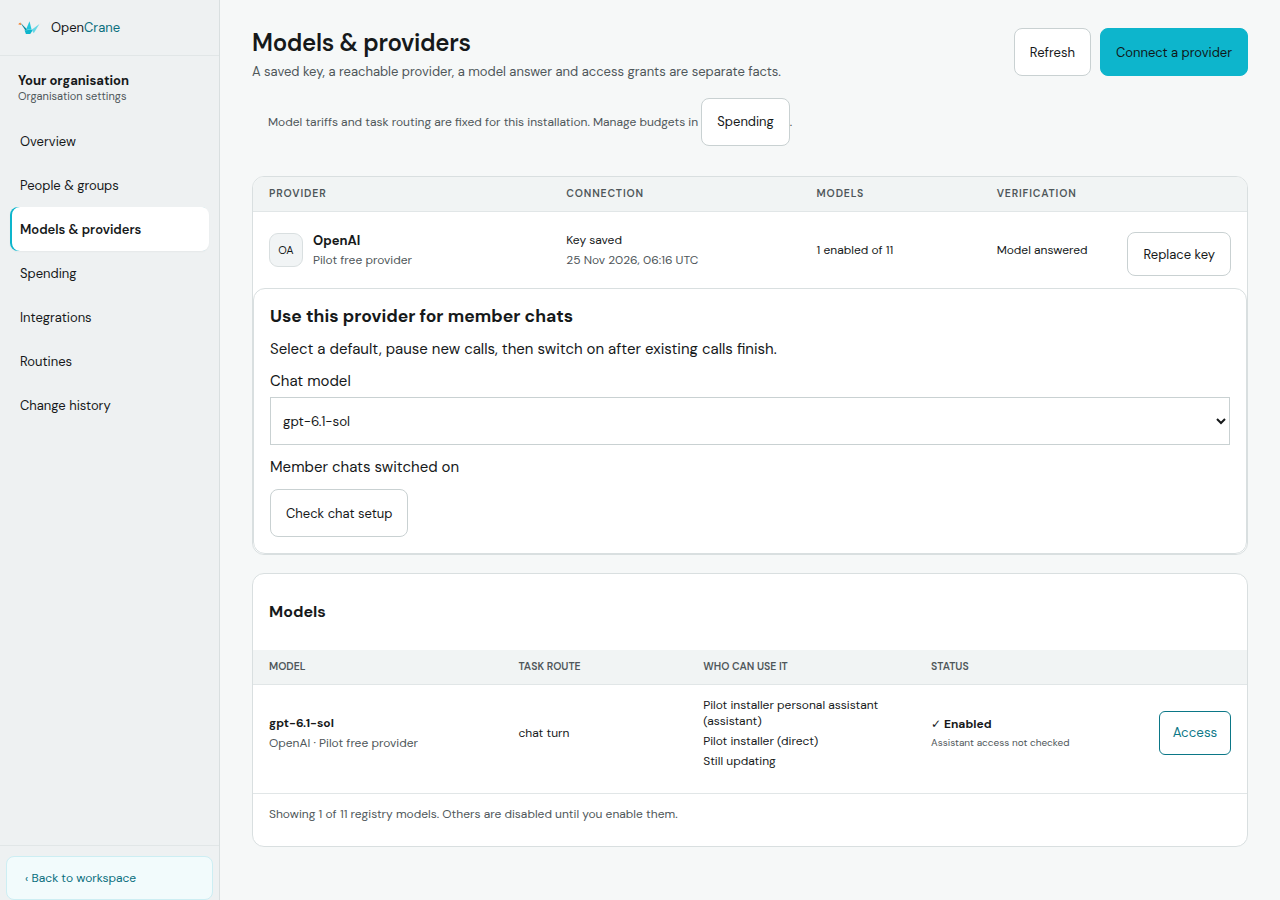 OpenCrane
Your organisation
Organisation settings
Overview
People & groups
Models & providers
Spending
Integrations
Routines
Change history
‹ Back to workspace
Models & providers
A saved key, a reachable provider, a model answer and access grants are separate facts.
Refresh
Connect a provider
Model tariffs and task routing are fixed for this installation. Manage budgets in Spending.
PROVIDER CONNECTION MODELS VERIFICATION
OA
OpenAI
Pilot free provider
Key saved
25 Nov 2026, 06:16 UTC
1 enabled of 11
Model answered
Replace key
Use this provider for member chats
Select a default, pause new calls, then switch on after existing calls finish.
Chat model
gpt-6.1-sol
Member chats switched on
Check chat setup
Models
MODEL TASK ROUTE WHO CAN USE IT STATUS
gpt-6.1-sol
OpenAI · Pilot free provider
chat turn
Pilot installer personal assistant
(assistant)
Pilot installer (direct)
Still updating
✓ Enabled
Assistant access not checked
Access
Showing 1 of 11 registry models. Others are disabled until you enable them.